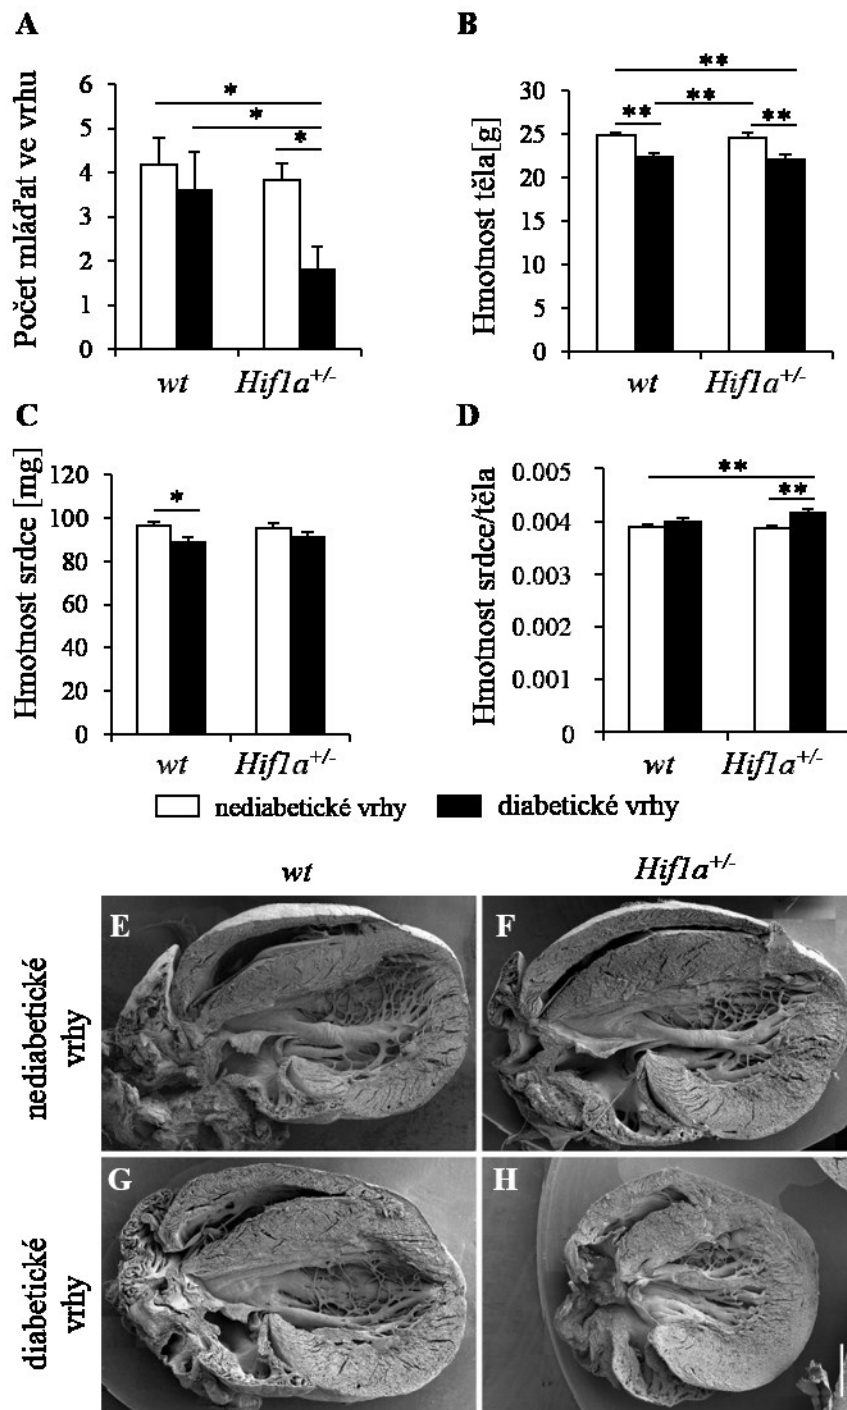 A
Počet mláďat ve vrhu
6
5
4
3
2
1
0
*
*
*
wt
Hif1a+/-
B
Hmotnost těla[g]
30
25
20
15
10
5
0
**
**
**
**
wt
Hif1a+/-
C
Hmotnost srdce [mg]
120
100
80
60
40
20
0
*
wt
Hif1a+/-
D
Hmotnost srdce/těla
0.005
0.004
0.003
0.002
0.001
0
**
**
wt
Hif1a+/-
nediabetické vrhy
diabetické vrhy
wt
Hif1a+/-
nediabetické
vrhy
E
F
diabetické
vrhy
G
H